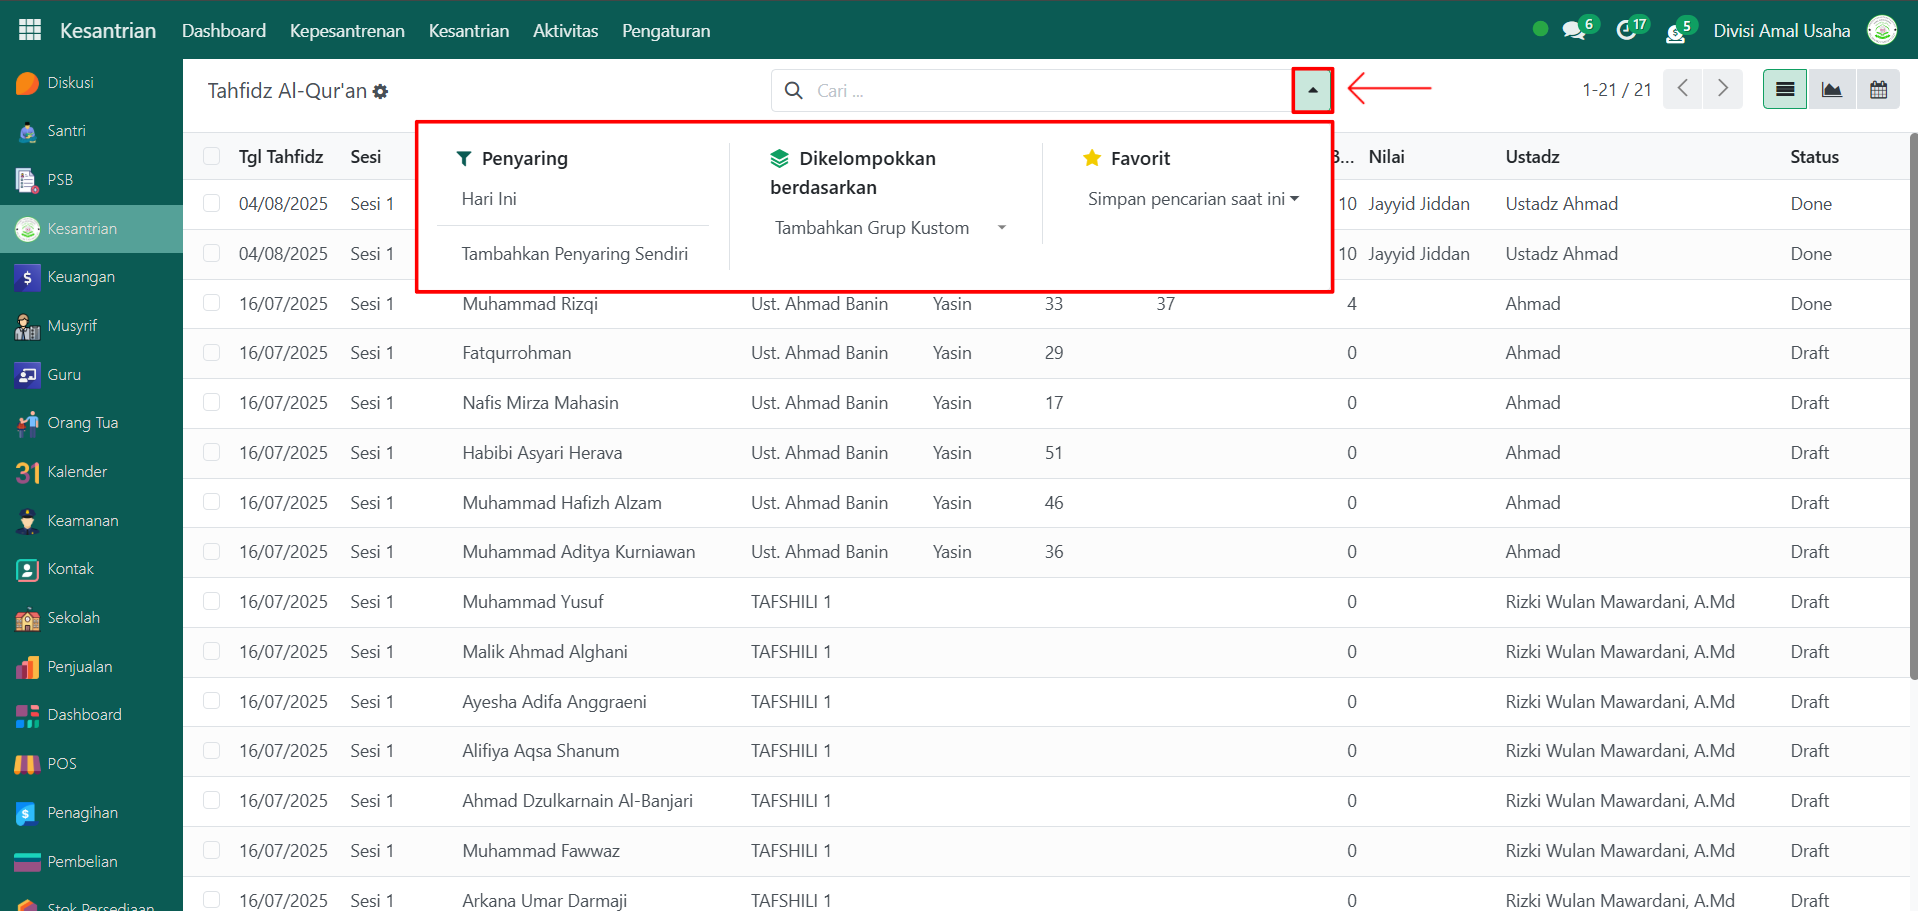 Kesantrian Dashboard Kepesantrenan Kesantrian Aktivitas Pengaturan 6 17 5 Divisi Amal Usaha
Diskusi
Santri
PSB
Kesantrian
Keuangan
Musyrif
Guru
Orang Tua
31 Kalender
Keamanan
Kontak
Sekolah
Penjualan
Dashboard
POS
Penagihan
Pembelian
Stok Persediaan
Tahfidz Al-Qur'an Cari ... 1-21 / 21
Penyaring
Hari Ini
Tambahkan Penyaring Sendiri
Dikelompokkan
berdasarkan
Tambahkan Grup Kustom
Favorit
Simpan pencarian saat ini
Tgl Tahfidz Sesi B... Nilai Ustadz Status
04/08/2025 Sesi 1 10 Jayyid Jiddan Ustadz Ahmad Done
04/08/2025 Sesi 1 10 Jayyid Jiddan Ustadz Ahmad Done
16/07/2025 Sesi 1 Muhammad Rizqi Ust. Ahmad Banin Yasin 33 37 4 Ahmad Done
16/07/2025 Sesi 1 Fatqurrohman Ust. Ahmad Banin Yasin 29 0 Ahmad Draft
16/07/2025 Sesi 1 Nafis Mirza Mahasin Ust. Ahmad Banin Yasin 17 0 Ahmad Draft
16/07/2025 Sesi 1 Habibi Asyari Herava Ust. Ahmad Banin Yasin 51 0 Ahmad Draft
16/07/2025 Sesi 1 Muhammad Hafizh Alzam Ust. Ahmad Banin Yasin 46 0 Ahmad Draft
16/07/2025 Sesi 1 Muhammad Aditya Kurniawan Ust. Ahmad Banin Yasin 36 0 Ahmad Draft
16/07/2025 Sesi 1 Muhammad Yusuf TAFSHILI 1 0 Rizki Wulan Mawardani, A.Md Draft
16/07/2025 Sesi 1 Malik Ahmad Alghani TAFSHILI 1 0 Rizki Wulan Mawardani, A.Md Draft
16/07/2025 Sesi 1 Ayesha Adifa Anggraeni TAFSHILI 1 0 Rizki Wulan Mawardani, A.Md Draft
16/07/2025 Sesi 1 Alifiya Aqsa Shanum TAFSHILI 1 0 Rizki Wulan Mawardani, A.Md Draft
16/07/2025 Sesi 1 Ahmad Dzulkarnain Al-Banjari TAFSHILI 1 0 Rizki Wulan Mawardani, A.Md Draft
16/07/2025 Sesi 1 Muhammad Fawwaz TAFSHILI 1 0 Rizki Wulan Mawardani, A.Md Draft
16/07/2025 Sesi 1 Arkana Umar Darmaji TAFSHILI 1 0 Rizki Wulan Mawardani, A.Md Draft